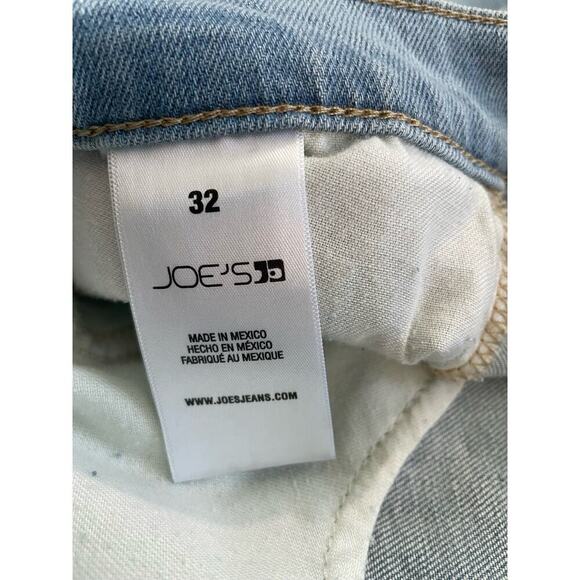 32
JOE'S
MADE IN MEXICO
HECHO EN MÉXICO
FABRIQUÉ AU MEXIQUE
WWW.JOESJEANS.COM